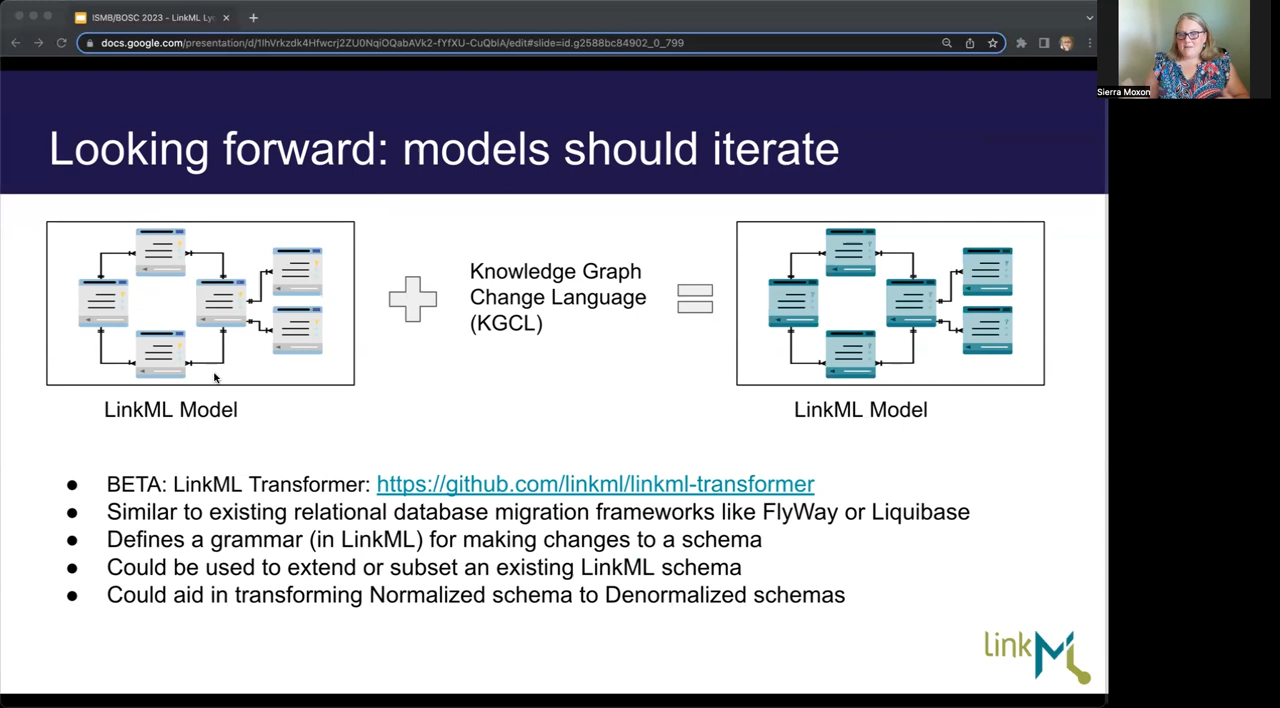 ISMB/BOSC 2023 - LinkML Ly
docs.google.com/presentation/d/1IhVrkzdk4Hfwcrj2ZU0NqiOQabAVk2-fYfXU-CuQblA/edit#slide=id.g2588bc84902_0_799
Sierra Moxon
Looking forward: models should iterate
Knowledge Graph
Change Language
(KGCL)
LinkML Model
LinkML Model
● BETA: LinkML Transformer: https://github.com/linkml/linkml-transformer
● Similar to existing relational database migration frameworks like FlyWay or Liquibase
● Defines a grammar (in LinkML) for making changes to a schema
● Could be used to extend or subset an existing LinkML schema
● Could aid in transforming Normalized schema to Denormalized schemas
linkML